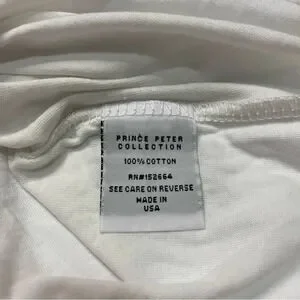 PRINCE PETER
COLLECTION
100% COTTON
RN#152664
SEE CARE ON REVERSE
MADE IN
USA